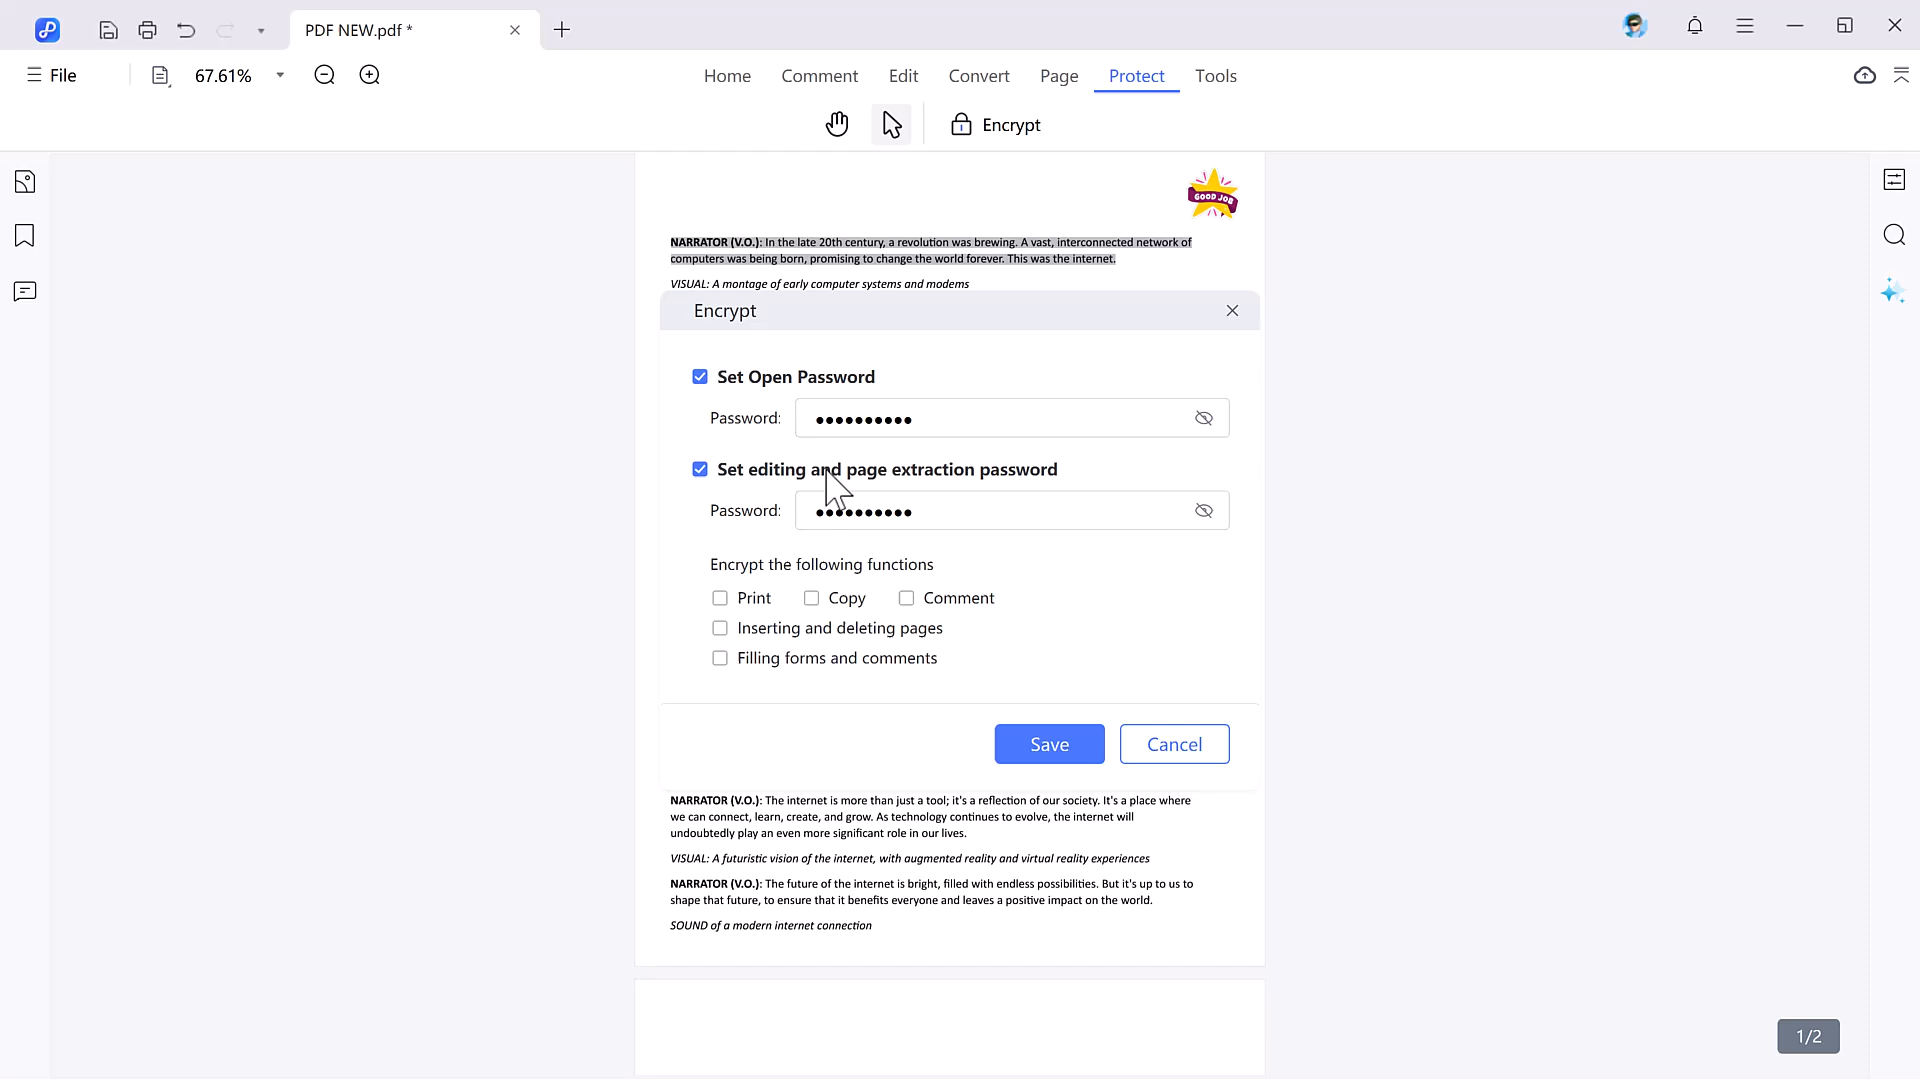 PDF NEW.pdf *
File
67.61%
Home
Comment
Edit
Convert
Page
Protect
Tools
Encrypt
GOOD JOB
NARRATOR (V.O.): In the late 20th century, a revolution was brewing. A vast, interconnected network of
computers was being born, promising to change the world forever. This was the internet.
VISUAL: A montage of early computer systems and modems
Encrypt
Set Open Password
Password:
Set editing and page extraction password
Password:
Encrypt the following functions
Print
Copy
Comment
Inserting and deleting pages
Filling forms and comments
Save
Cancel
NARRATOR (V.O.): The internet is more than just a tool; it's a reflection of our society. It's a place where
we can connect, learn, create, and grow. As technology continues to evolve, the internet will
undoubtedly play an even more significant role in our lives.
VISUAL: A futuristic vision of the internet, with augmented reality and virtual reality experiences
NARRATOR (V.O.): The future of the internet is bright, filled with endless possibilities. But it's up to us to
shape that future, to ensure that it benefits everyone and leaves a positive impact on the world.
SOUND of a modern internet connection
1/2